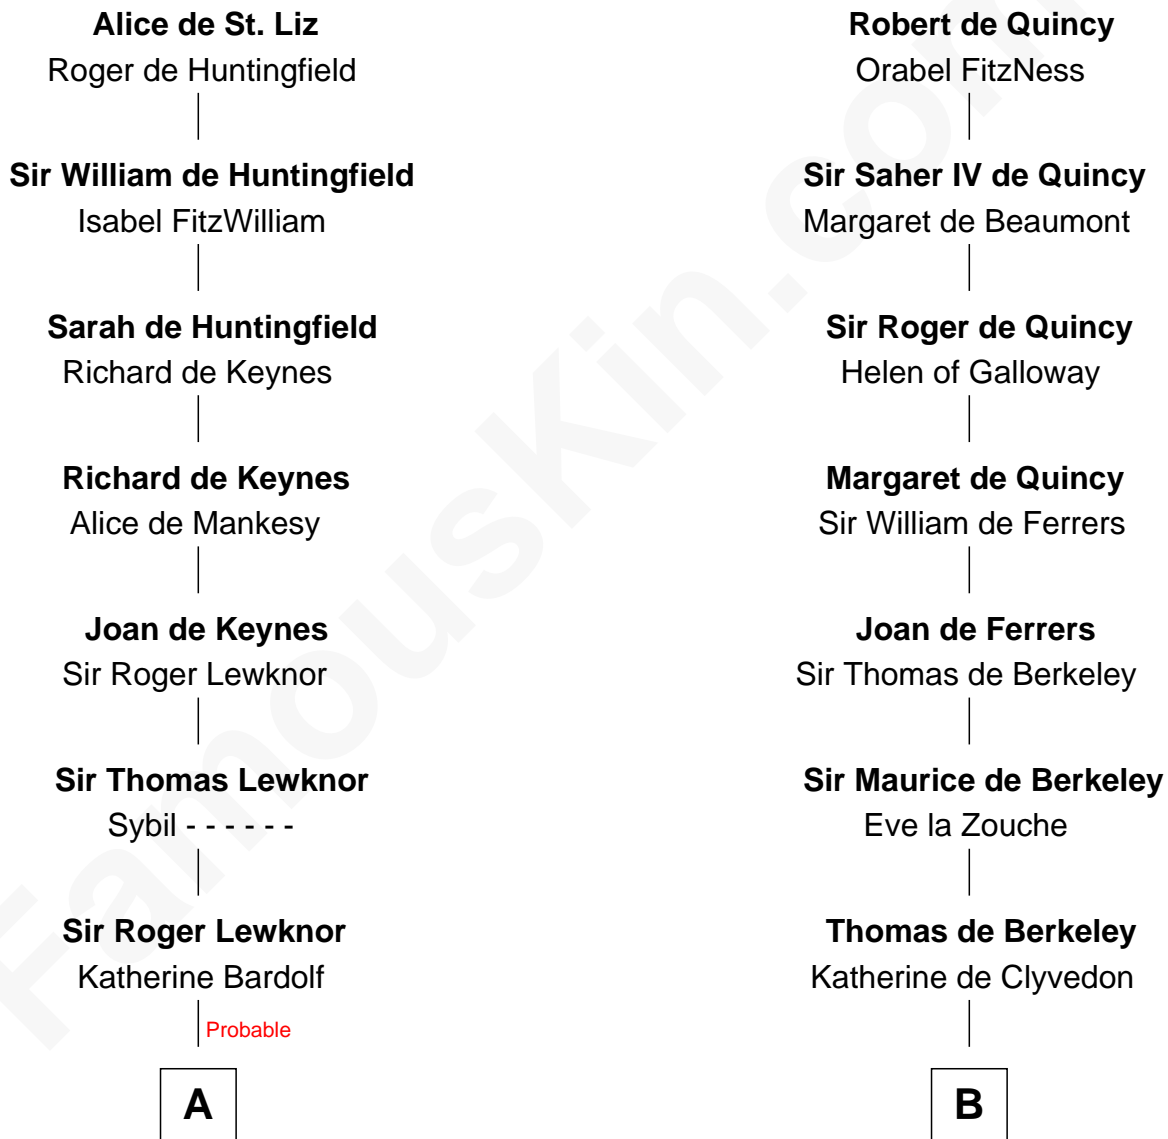 Alice de St. Liz
Roger de Huntingfield
Sir William de Huntingfield
Isabel FitzWilliam
Sarah de Huntingfield
Richard de Keynes
Richard de Keynes
Alice de Mankesy
Joan de Keynes
Sir Roger Lewknor
Sir Thomas Lewknor
Sybil - - - - - -
Sir Roger Lewknor
Katherine Bardolf
Probable
A
Robert de Quincy
Orabel FitzNess
Sir Saher IV de Quincy
Margaret de Beaumont
Sir Roger de Quincy
Helen of Galloway
Margaret de Quincy
Sir William de Ferrers
Joan de Ferrers
Sir Thomas de Berkeley
Sir Maurice de Berkeley
Eve la Zouche
Thomas de Berkeley
Katherine de Clyvedon
B
FamousKin.com